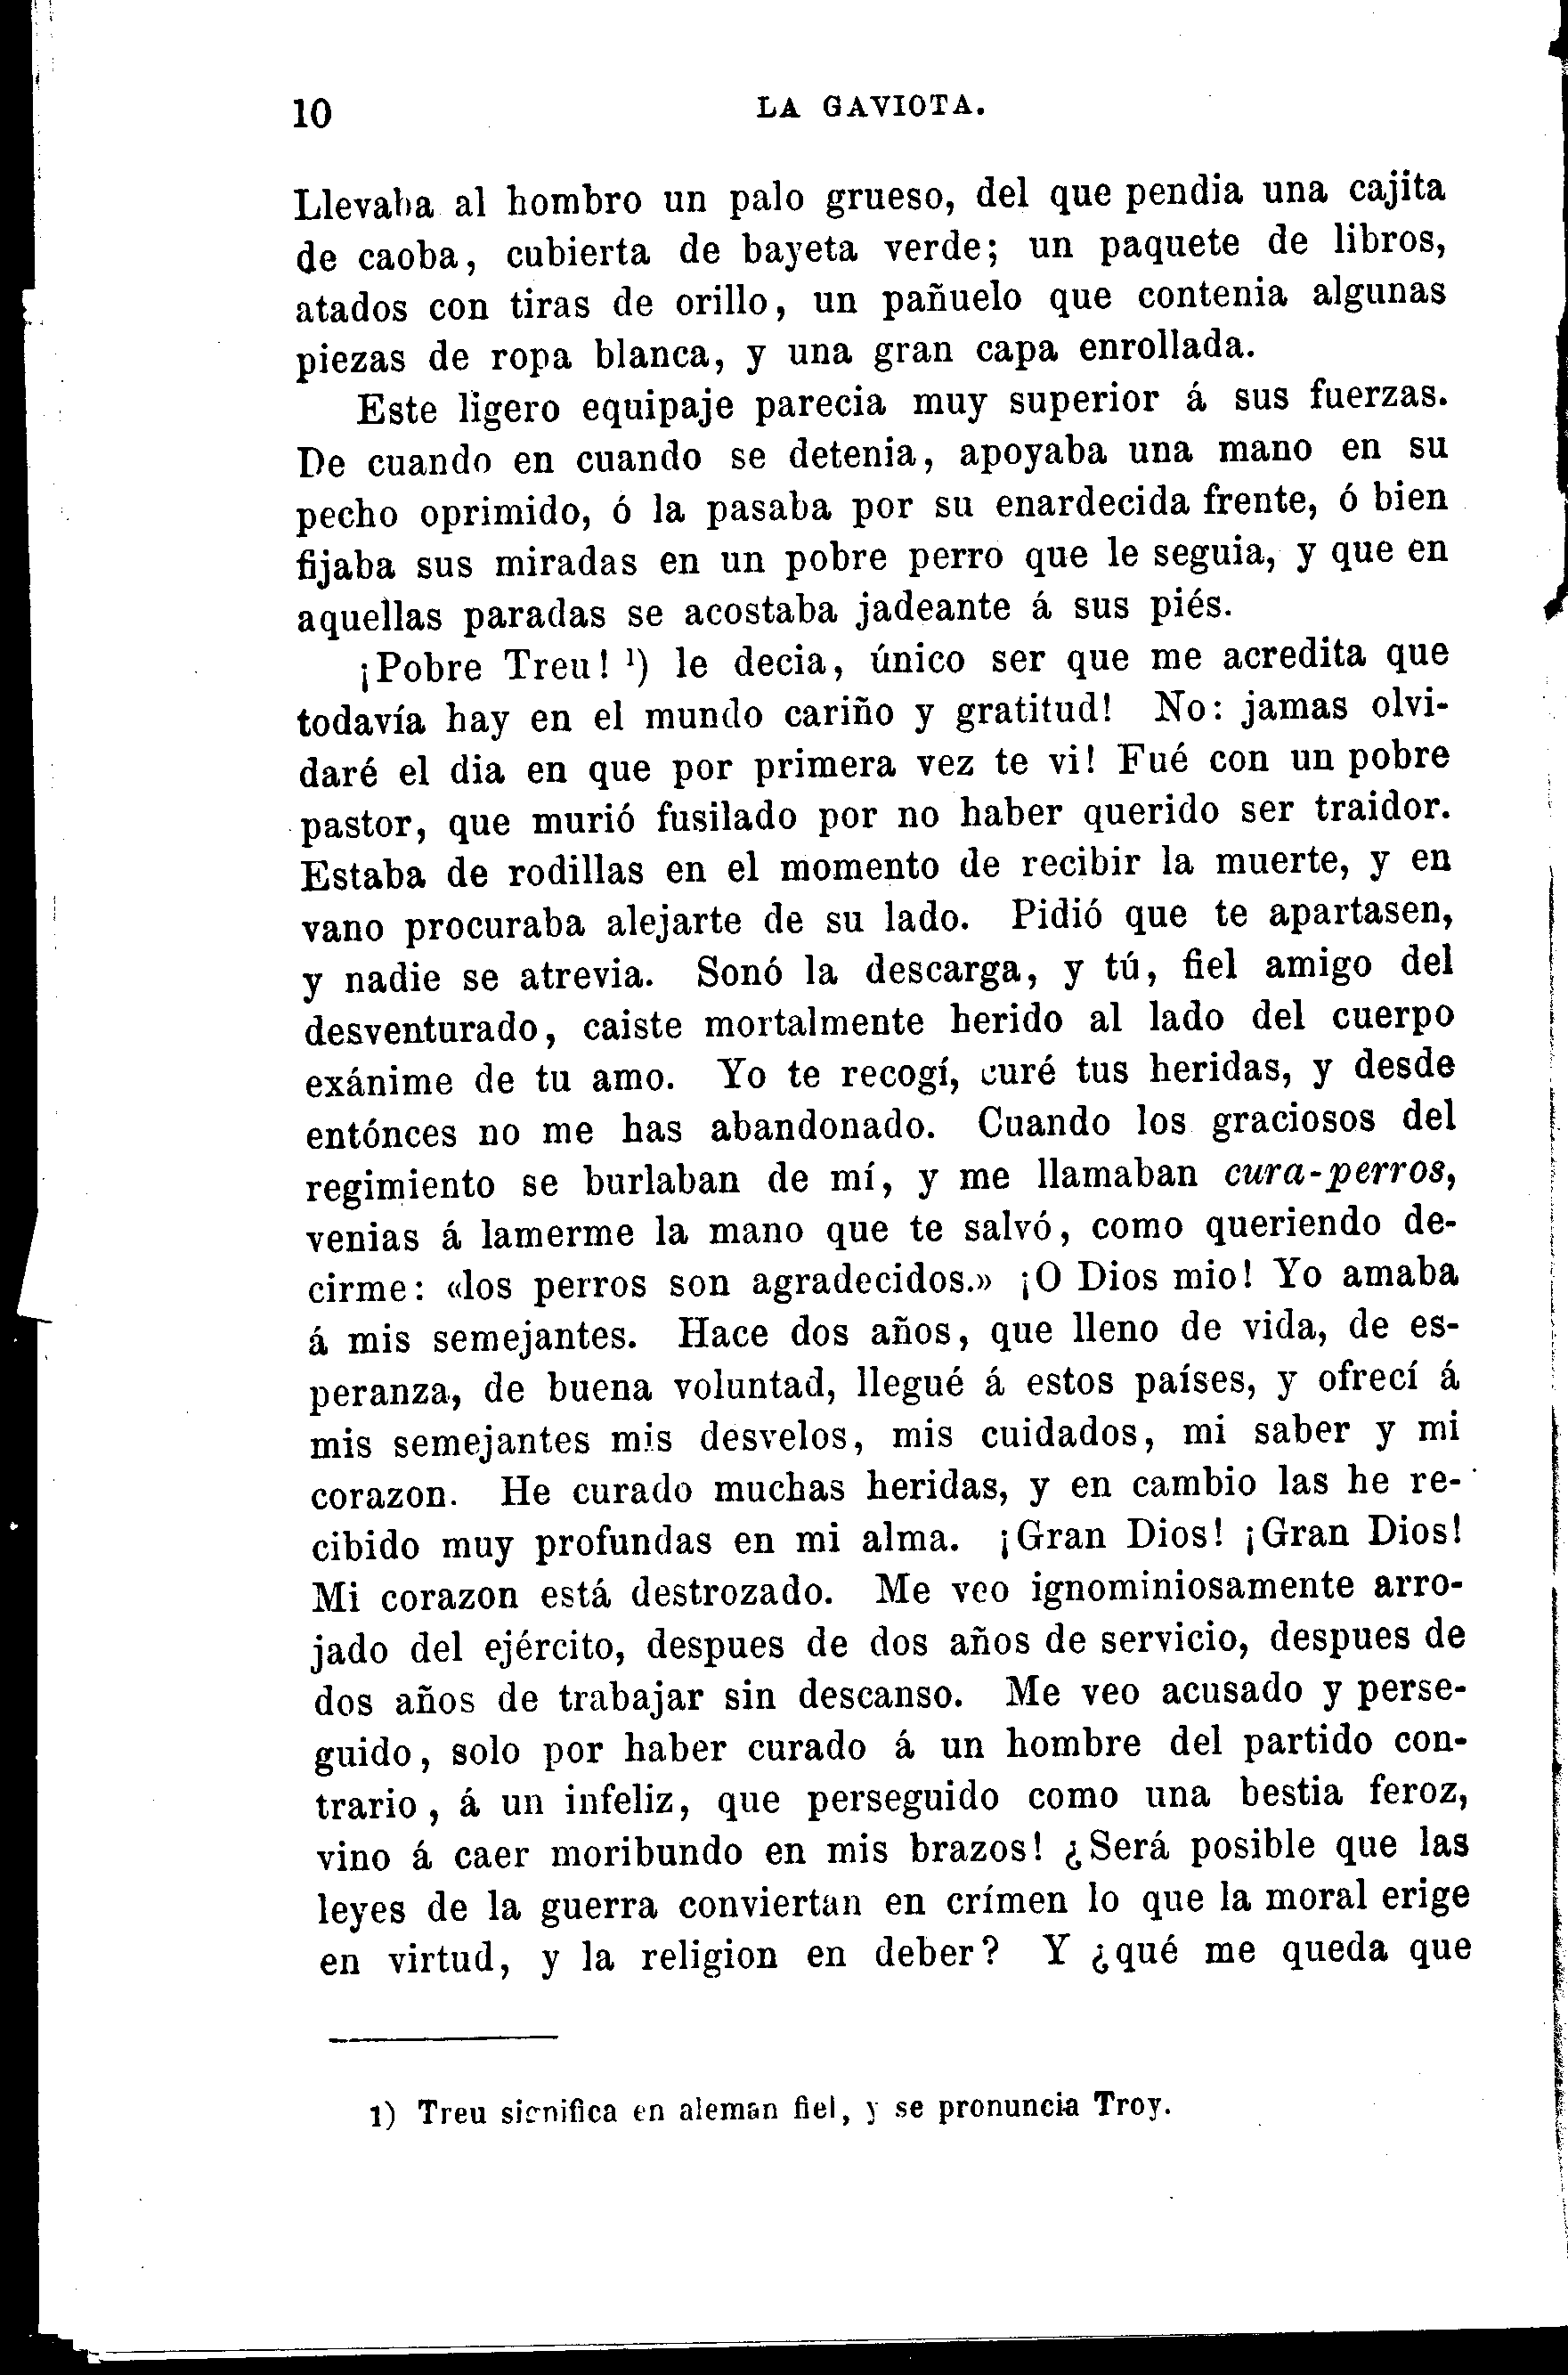 10 LA GAVIOTA.
Llevaba al hombro un palo grueso, del que pendia una cajita
de caoba, cubierta de bayeta verde; un paquete de libros,
atados con tiras de orillo, un pañuelo que contenia algunas
piezas de ropa blanca, y una gran capa enrollada.
Este ligero equipaje parecia muy superior á sus fuerzas.
De cuando en cuando se detenia, apoyaba una mano en su
pecho oprimido, ó la pasaba por su enardecida frente, ó bien
fijaba sus miradas en un pobre perro que le seguia, y que en
aquellas paradas se acostaba jadeante á sus piés.
¡Pobre Treu! ¹) le decia, único ser que me acredita que
todavía hay en el mundo cariño y gratitud! No: jamas olvi-
daré el dia en que por primera vez te vi! Fué con un pobre
pastor, que murió fusilado por no haber querido ser traidor.
Estaba de rodillas en el momento de recibir la muerte, y en
vano procuraba alejarte de su lado. Pidió que te apartasen,
y nadie se atrevia. Sonó la descarga, y tú, fiel amigo del
desventurado, caiste mortalmente herido al lado del cuerpo
exánime de tu amo. Yo te recogí, curé tus heridas, y desde
entónces no me has abandonado. Cuando los graciosos del
regimiento se burlaban de mí, y me llamaban cura-perros,
venias á lamerme la mano que te salvó, como queriendo de-
cirme: «los perros son agradecidos.» ¡O Dios mio! Yo amaba
á mis semejantes. Hace dos años, que lleno de vida, de es-
peranza, de buena voluntad, llegué á estos países, y ofrecí á
mis semejantes mis desvelos, mis cuidados, mi saber y mi
corazon. He curado muchas heridas, y en cambio las he re-
cibido muy profundas en mi alma. ¡Gran Dios! ¡Gran Dios!
Mi corazon está destrozado. Me veo ignominiosamente arro-
jado del ejército, despues de dos años de servicio, despues de
dos años de trabajar sin descanso. Me veo acusado y perse-
guido, solo por haber curado á un hombre del partido con-
trario, á un infeliz, que perseguido como una bestia feroz,
vino á caer moribundo en mis brazos! ¿Será posible que las
leyes de la guerra conviertan en crímen lo que la moral erige
en virtud, y la religion en deber? Y ¿qué me queda que
1) Treu significa en aleman fiel, y se pronuncia Troy.